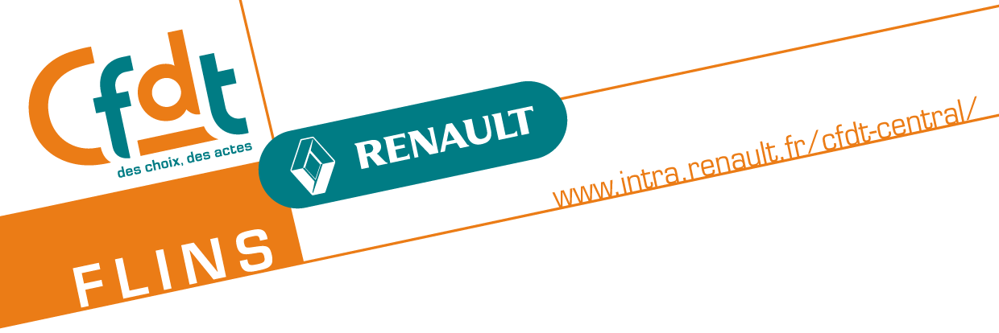 Cfdt
des choix, des actes
RENAULT
www.intra.renault.fr/cfdt-central/
FLINS